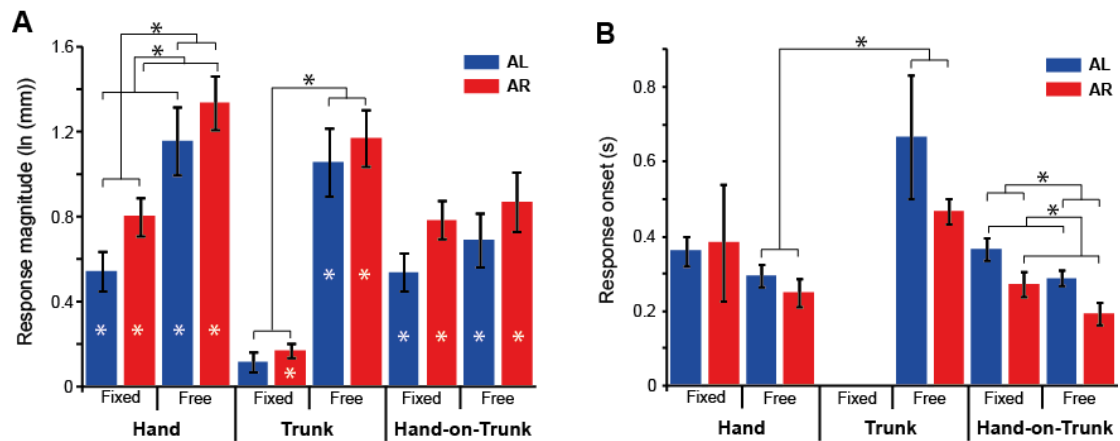 A
B
Response magnitude (ln (mm))
1.6
1.2
0.8
0.4
0
AL
AR
*
*
*
* * * * * * * * * * *
Fixed Free Fixed Free Fixed Free
Hand Trunk Hand-on-Trunk
Response onset (s)
0.8
0.6
0.4
0.2
0
AL
AR
*
*
*
Fixed Free Fixed Free Fixed Free
Hand Trunk Hand-on-Trunk